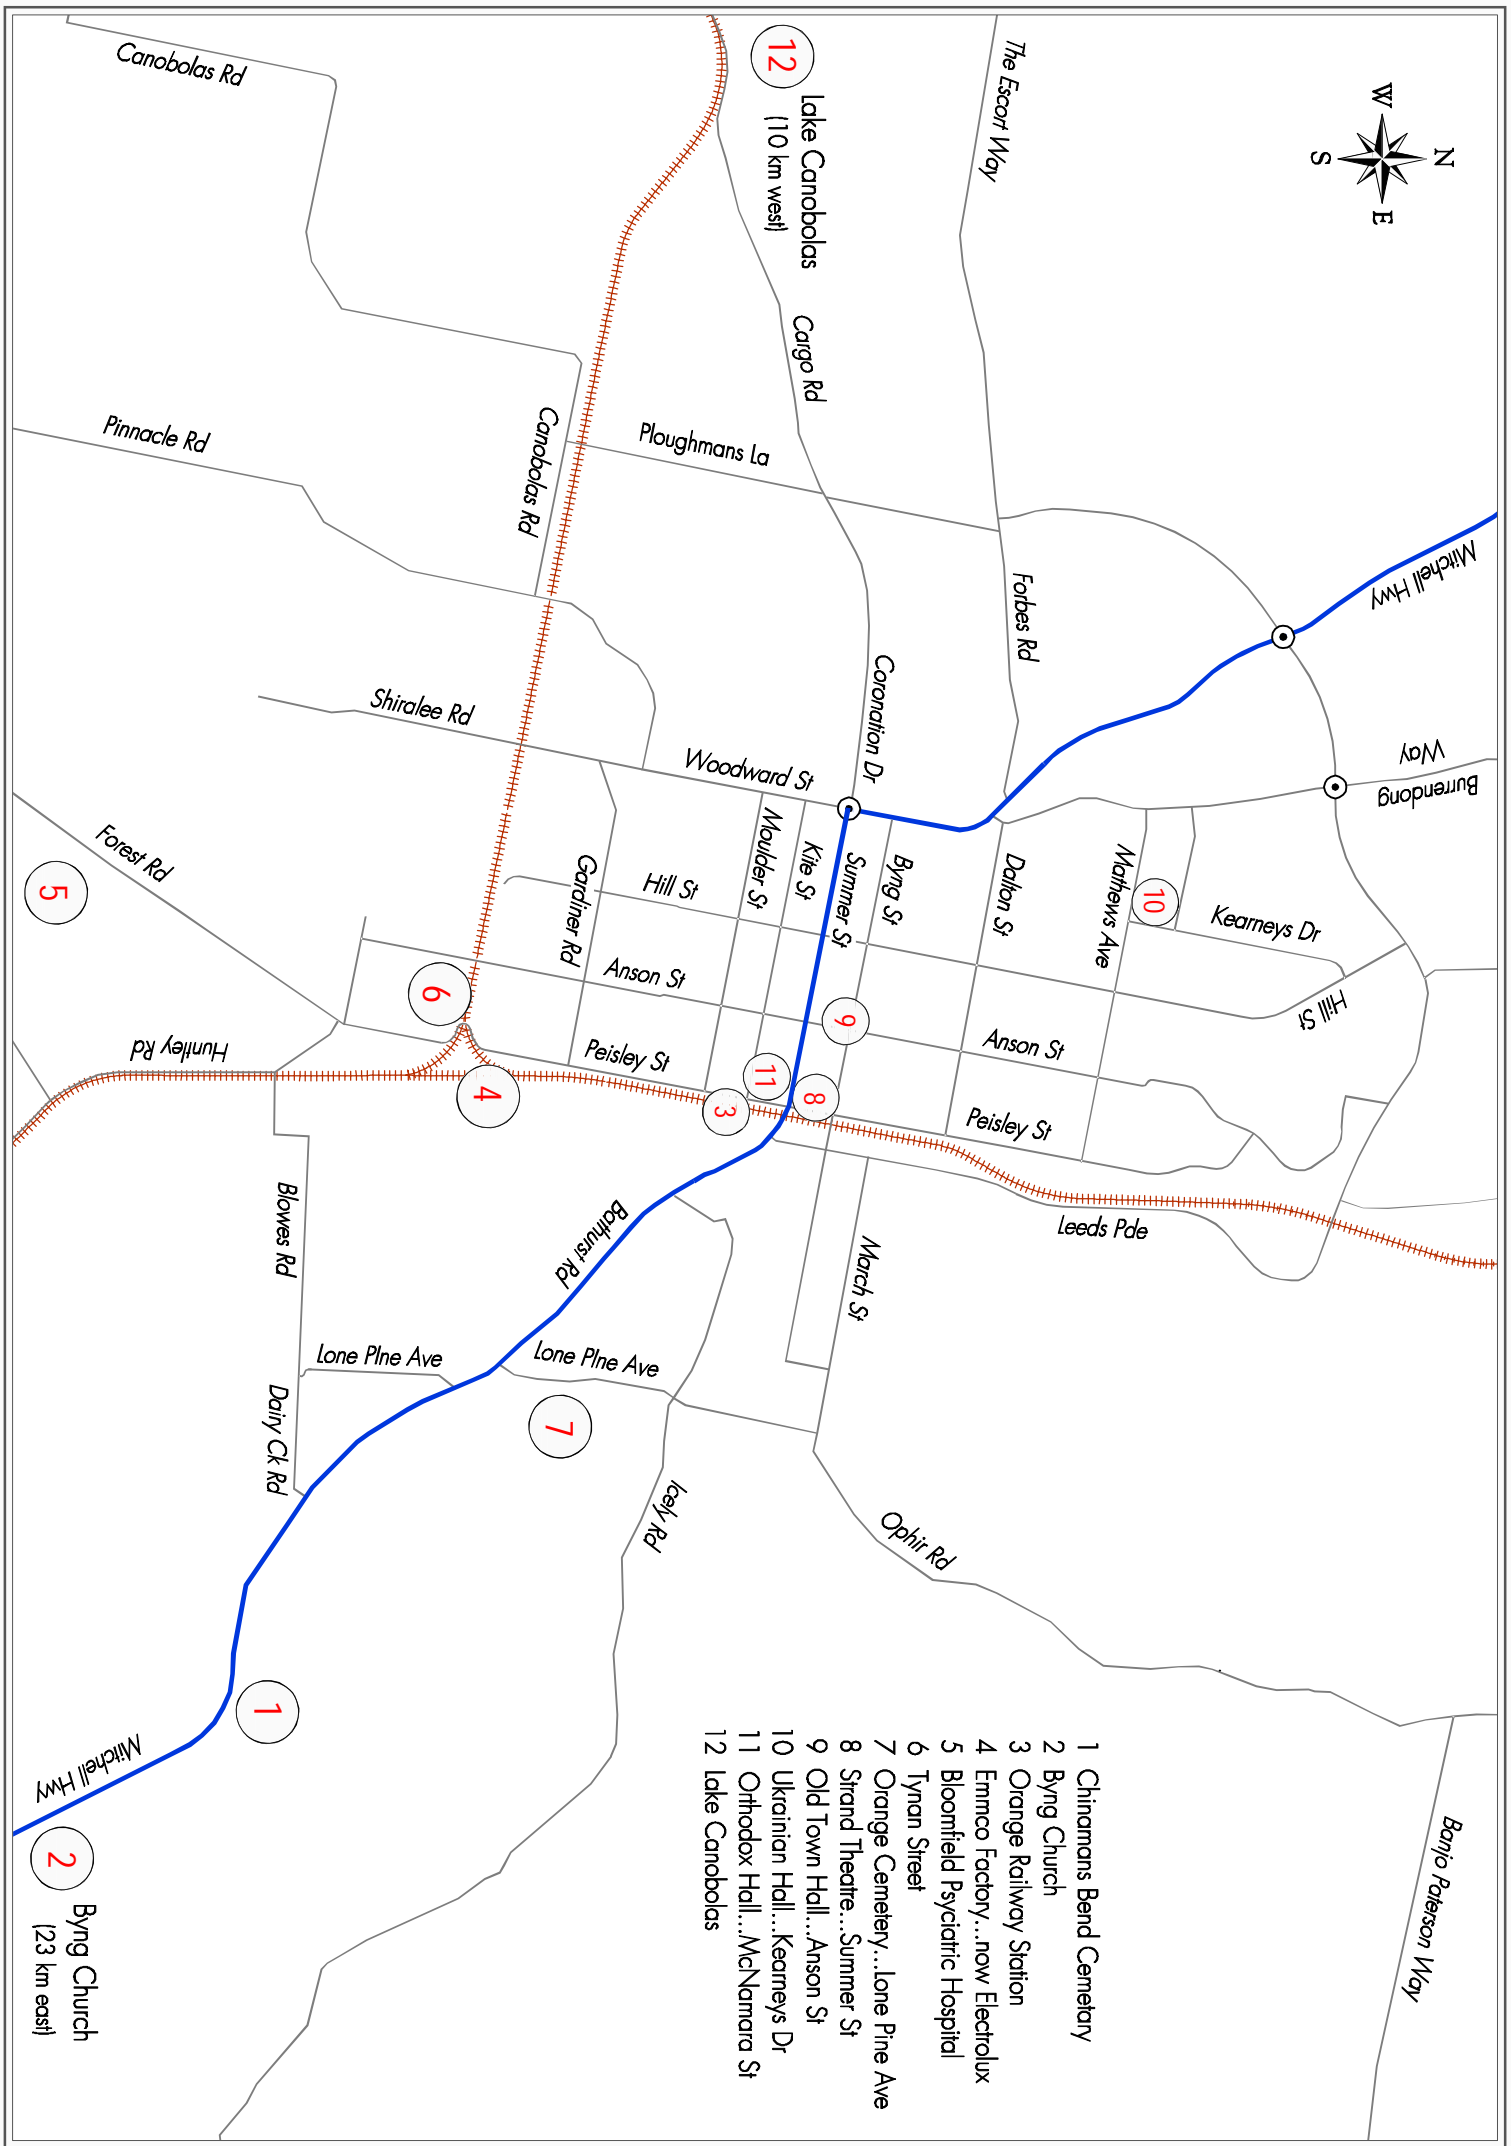 N
W
E
S
Mitchell Hwy
Burrendong
Way
The Escort Way
Forbes Rd
Kearneys Dr
Hill St
10
Mathews Ave
Dalton St
Anson St
Peisley St
Leeds Pde
Banjo Paterson Way
12
Lake Canobolas
(10 km west)
Cargo Rd
Coronation Dr
Byng St
Summer St
9
8
11
3
Kite St
Moulder St
Woodward St
Ploughmans La
March St
Ophir Rd
Hill St
Anson St
Peisley St
Gardiner Rd
Canobolas Rd
Canobolas Rd
Pinnacle Rd
Shiralee Rd
Forest Rd
5
6
4
Huntley Rd
Bathurst Rd
Lone PIne Ave
Lone PIne Ave
7
Icely Rd
Blowes Rd
Dairy Ck Rd
1
Mitchell Hwy
2
Byng Church
(23 km east)
1 Chinamans Bend Cemetary
2 Byng Church
3 Orange Railway Station
4 Emmco Factory...now Electrolux
5 Bloomfield Psyciatric Hospital
6 Tynan Street
7 Orange Cemetery...Lone Pine Ave
8 Strand Theatre...Summer St
9 Old Town Hall...Anson St
10 Ukrainian Hall...Kearneys Dr
11 Orthodox Hall...McNamara St
12 Lake Canobolas